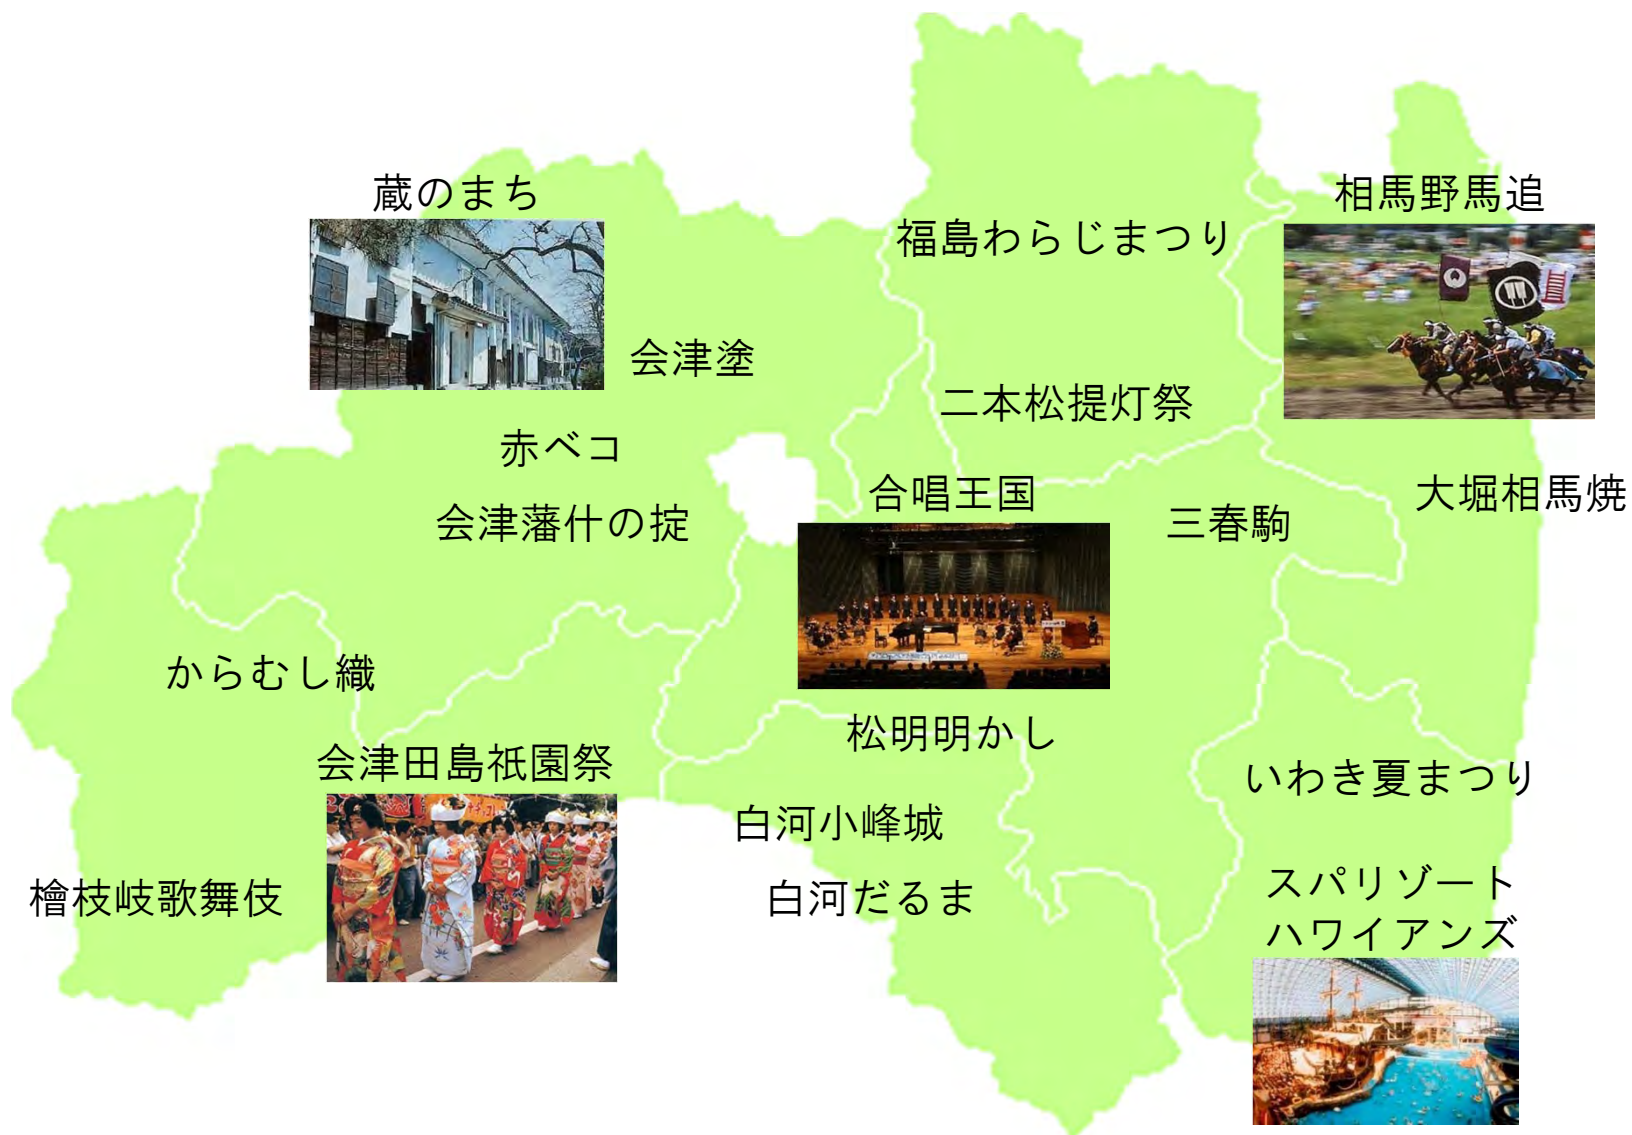 蔵のまち
相馬野馬追
福島わらじまつり
会津塗
二本松提灯祭
赤べコ
合唱王国
大堀相馬焼
会津藩什の掟
三春駒
からむし織
松明明かし
会津田島祇園祭
いわき夏まつり
白河小峰城
檜枝岐歌舞伎
白河だるま
スパリゾート
ハワイアンズ